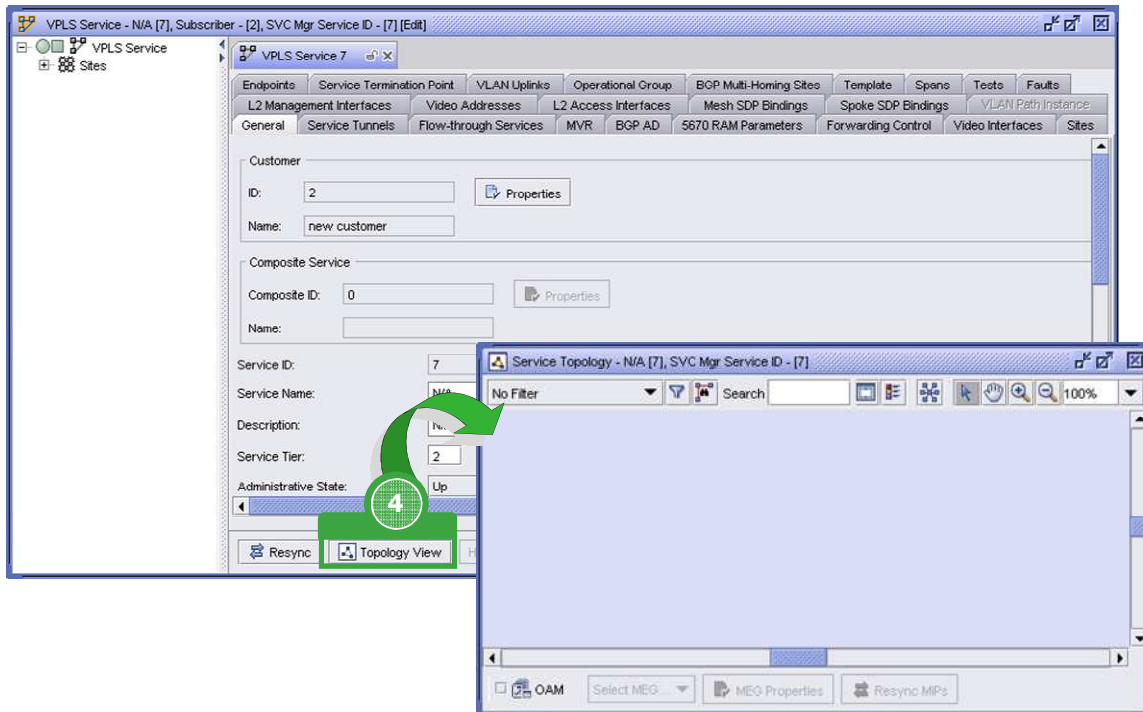 VPLS Service - N/A [7], Subscriber - [2], SVC Mgr Service ID - [7] [Edit]
VPLS Service
Sites
VPLS Service 7
Endpoints Service Termination Point VLAN Uplinks Operational Group BGP Multi-Homing Sites Template Spans Tests Faults
L2 Management Interfaces Video Addresses L2 Access Interfaces Mesh SDP Bindings Spoke SDP Bindings VLAN Path Instance
General Service Tunnels Flow-through Services MVR BGP AD 5670 RAM Parameters Forwarding Control Video Interfaces Sites
Customer
ID: 2 Properties
Name: new customer
Composite Service
Composite ID: 0 Properties
Name:
Service ID: 7
Service Name: N/A
Description:
Service Tier: 2
Administrative State: Up
4
Resync Topology View
Service Topology - N/A [7], SVC Mgr Service ID - [7]
No Filter Search 100%
OAM Select MEG... MEG Properties Resync MIPs